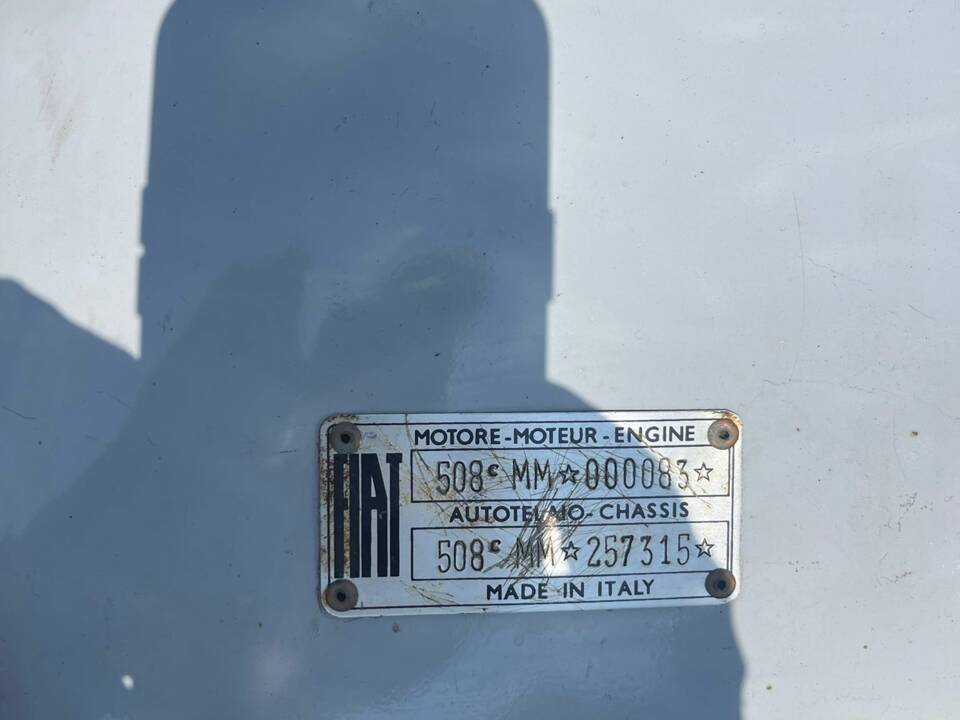 FIAT
MOTORE-MOTEUR-ENGINE
508c MM☆000083☆
AUTOTELAIO-CHASSIS
508c MM☆257315☆
MADE IN ITALY